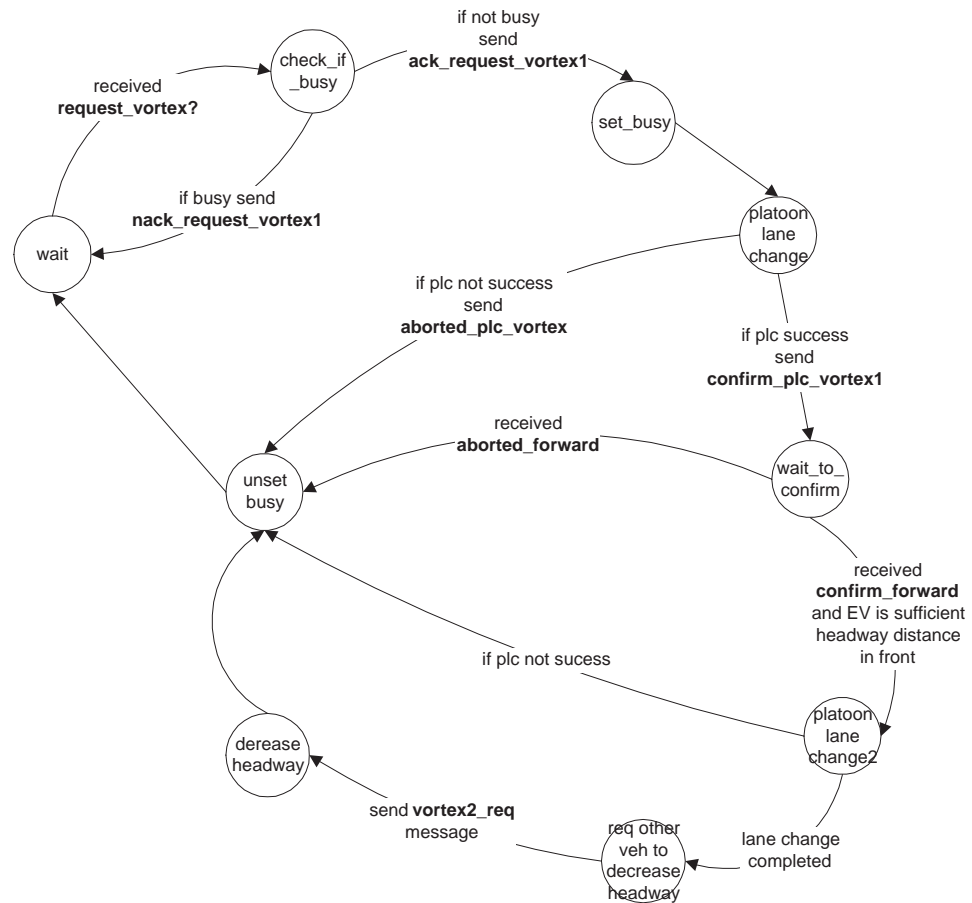 if not busy
send
ack_request_vortex1
check_if
_busy
received
request_vortex?
set_busy
if busy send
nack_request_vortex1
wait
platoon
lane
change
if plc not success
send
aborted_plc_vortex
if plc success
send
confirm_plc_vortex1
received
aborted_forward
unset
busy
wait_to_
confirm
received
confirm_forward
and EV is sufficient
headway distance
in front
if plc not sucess
platoon
lane
change2
derease
headway
send vortex2_req
message
req other
veh to
decrease
headway
lane change
completed